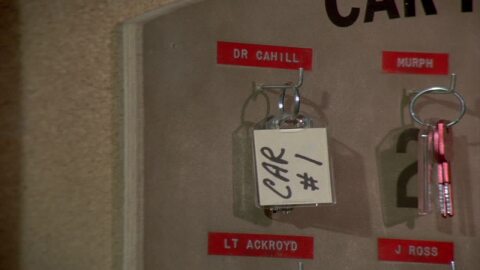 CAR
DR CAHILL
MURPH
CAR
#1
2
LT ACKROYD
J ROSS